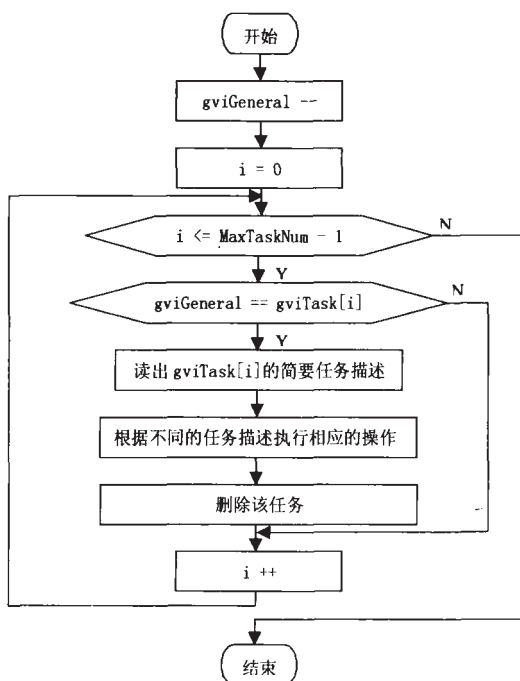 开始
gviGeneral --
i = 0
i <= MaxTaskNum - 1
N
Y
gviGeneral == gviTask[i]
N
Y
读出gviTask[i]的简要任务描述
根据不同的任务描述执行相应的操作
删除该任务
i ++
结束